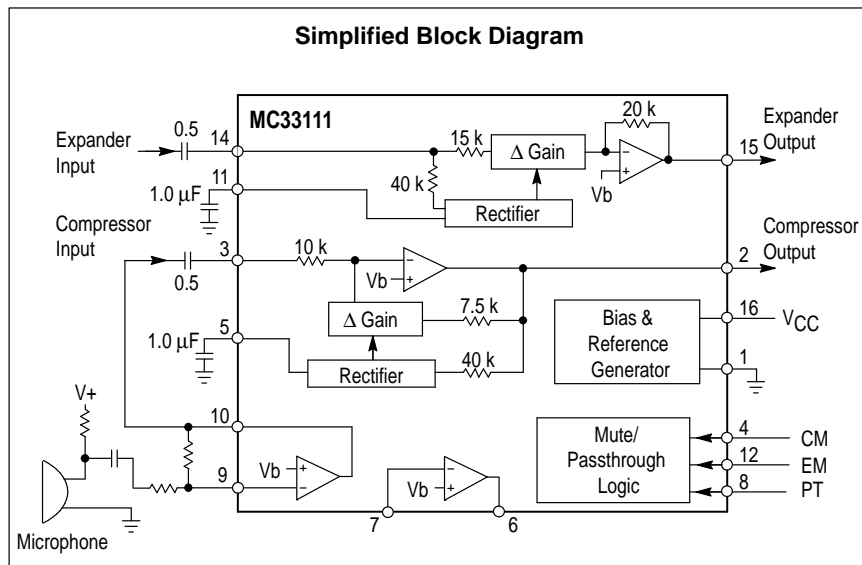 Simplified Block Diagram
MC33111
Expander
Input
0.5
14
15 k
Δ Gain
20 k
Vb
15
Expander
Output
11
1.0 μF
40 k
Rectifier
Compressor
Input
0.5
3
10 k
Vb
2
Compressor
Output
Δ Gain
7.5 k
5
1.0 μF
Rectifier
40 k
Bias &
Reference
Generator
16
VCC
1
V+
10
9
Vb
Microphone
Vb
7
6
Mute/
Passthrough
Logic
4
CM
12
EM
8
PT